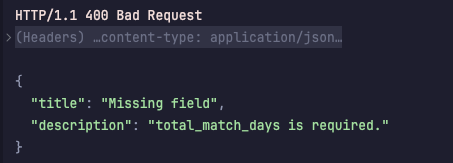 HTTP/1.1 400 Bad Request
(Headers) …content-type: application/json…
{
"title": "Missing field",
"description": "total_match_days is required."
}